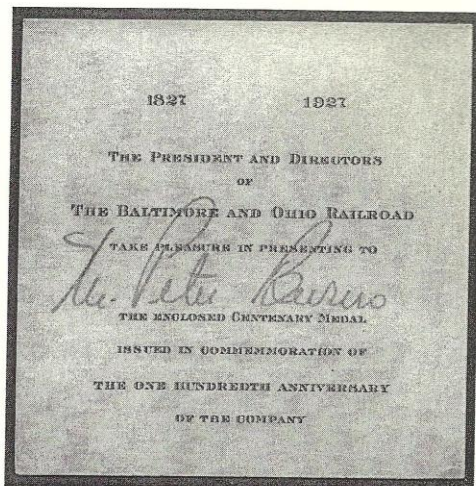 1827 1927
THE PRESIDENT AND DIRECTORS
OF
THE BALTIMORE AND OHIO RAILROAD
TAKE PLEASURE IN PRESENTING TO
Mr. Peter
THE ENCLOSED CENTENARY MEDAL
ISSUED IN COMMEMORATION OF
THE ONE HUNDREDTH ANNIVERSARY
OF THE COMPANY